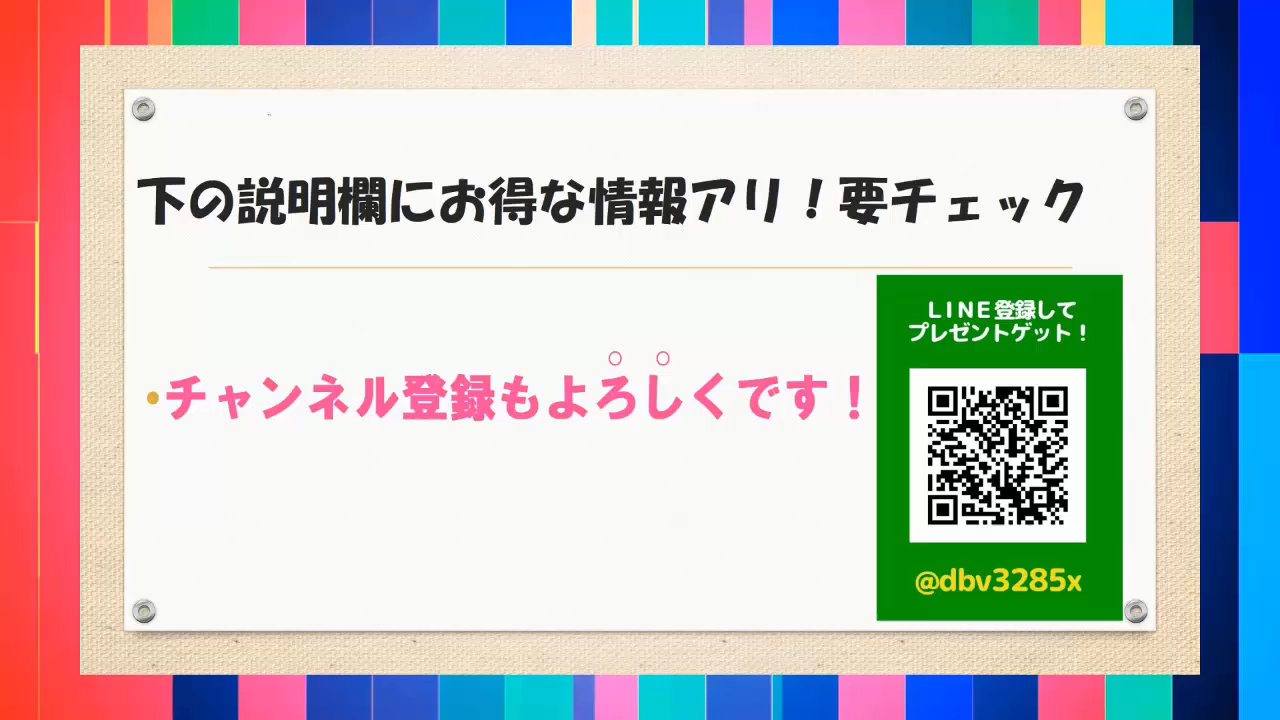 下の説明欄にお得な情報アリ！要チェック
•チャンネル登録もよろしくです！
LINE登録して
プレゼントゲット！
@dbv3285x